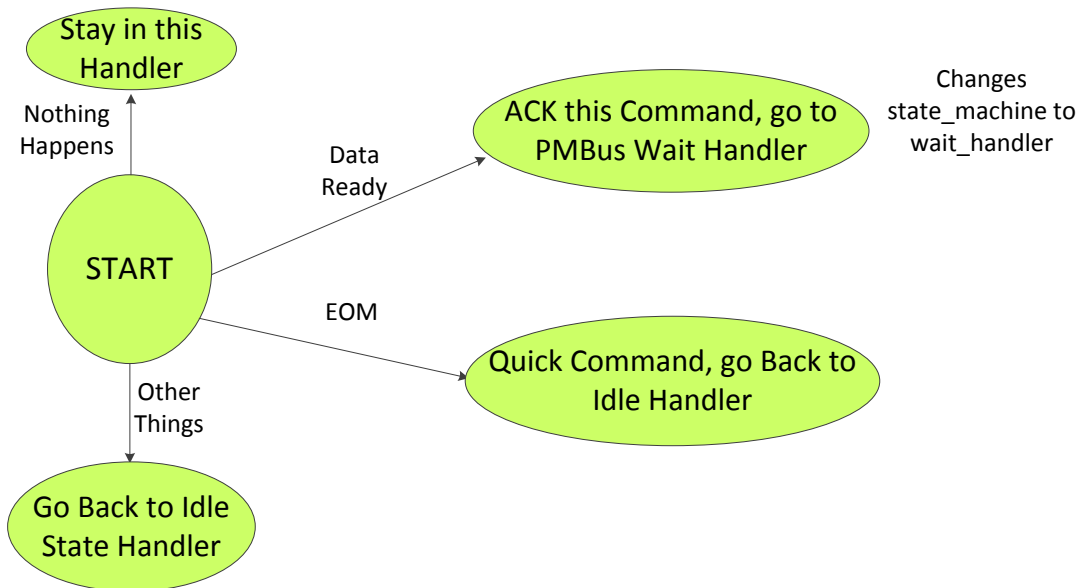 Stay in this
Handler
Nothing
Happens
Data
Ready
ACK this Command, go to
PMBus Wait Handler
Changes
state_machine to
wait_handler
START
EOM
Quick Command, go Back to
Idle Handler
Other
Things
Go Back to Idle
State Handler